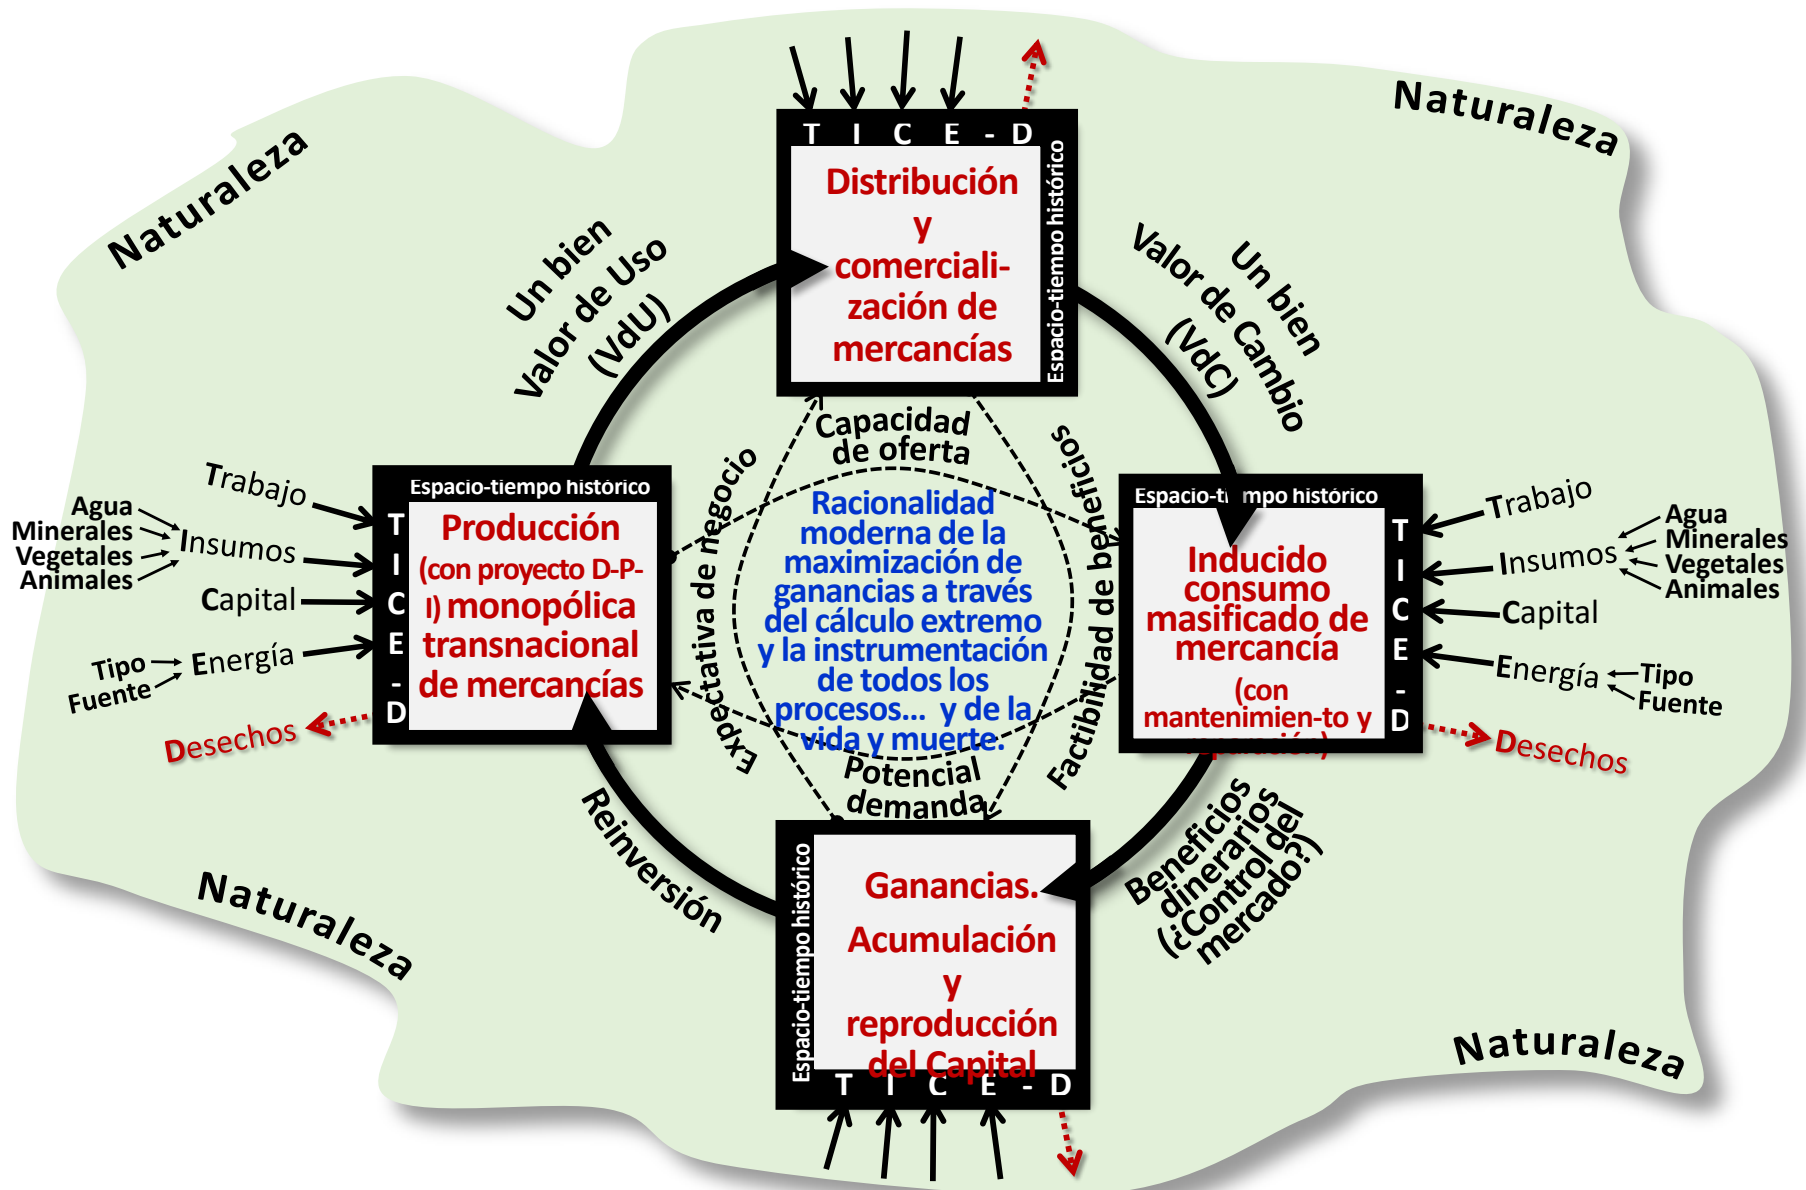 Naturaleza
Naturaleza
T I C E - D
Espacio-tiempo histórico
Distribución
y
comerciali-
zación de
mercancías
Un bien
Valor de Uso
(VdU)
Un bien
Valor de Cambio
(VdC)
Trabajo
Agua
Minerales
Vegetales
Animales
Insumos
Capital
Tipo
Fuente
Energía
Desechos
Espacio-tiempo histórico
T
I
C
E
-
D
Producción
(con proyecto D-P-
I) monopólica
transnacional
de mercancías
Capacidad
de oferta
Expectativa de negocio
Factibilidad de beneficios
Potencial
demanda
Racionalidad
moderna de la
maximización de
ganancias a través
del cálculo extremo
y la instrumentación
de todos los
procesos... y de la
vida y muerte.
Espacio-tiempo histórico
T
I
C
E
-
D
Inducido
consumo
masificado de
mercancía
(con
mantenimien-to y
reparación)
Trabajo
Insumos
Agua
Minerales
Vegetales
Animales
Capital
Energía
Tipo
Fuente
Desechos
Reinversión
Beneficios
dinerarios
(¿Control del
mercado?)
Espacio-tiempo histórico
Ganancias.
Acumulación
y
reproducción
del Capital
T I C E - D
Naturaleza
Naturaleza